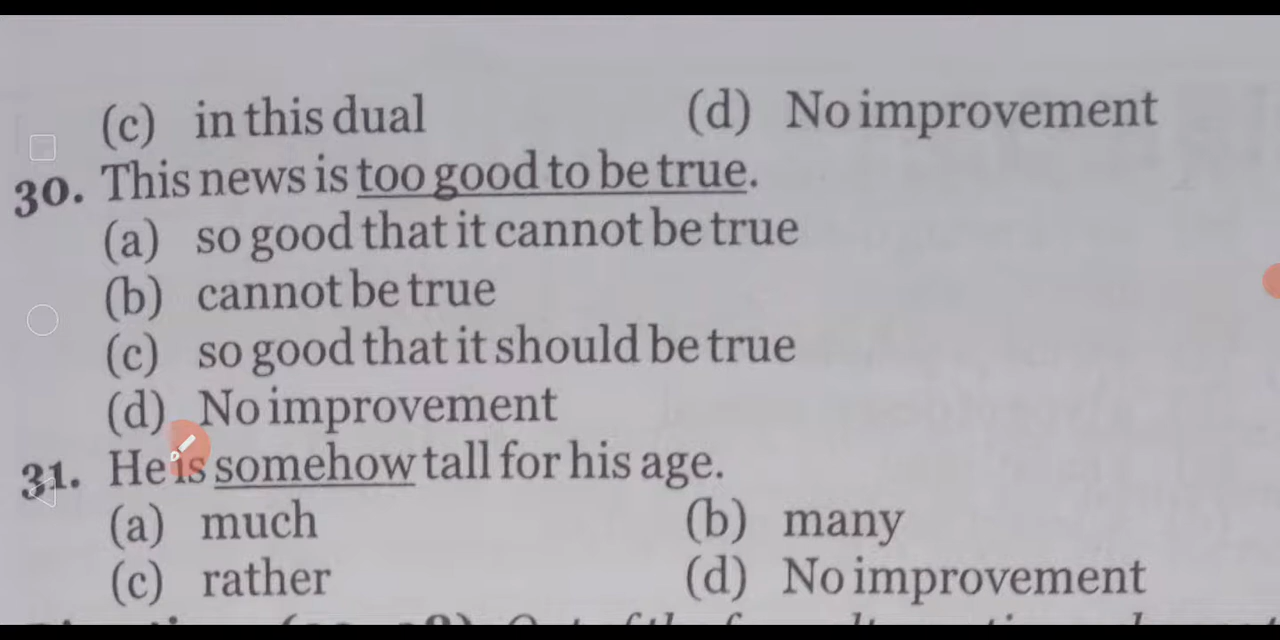 (c) in this dual (d) No improvement
30. This news is too good to be true.
(a) so good that it cannot be true
(b) cannot be true
(c) so good that it should be true
(d) No improvement
31. He is somehow tall for his age.
(a) much (b) many
(c) rather (d) No improvement